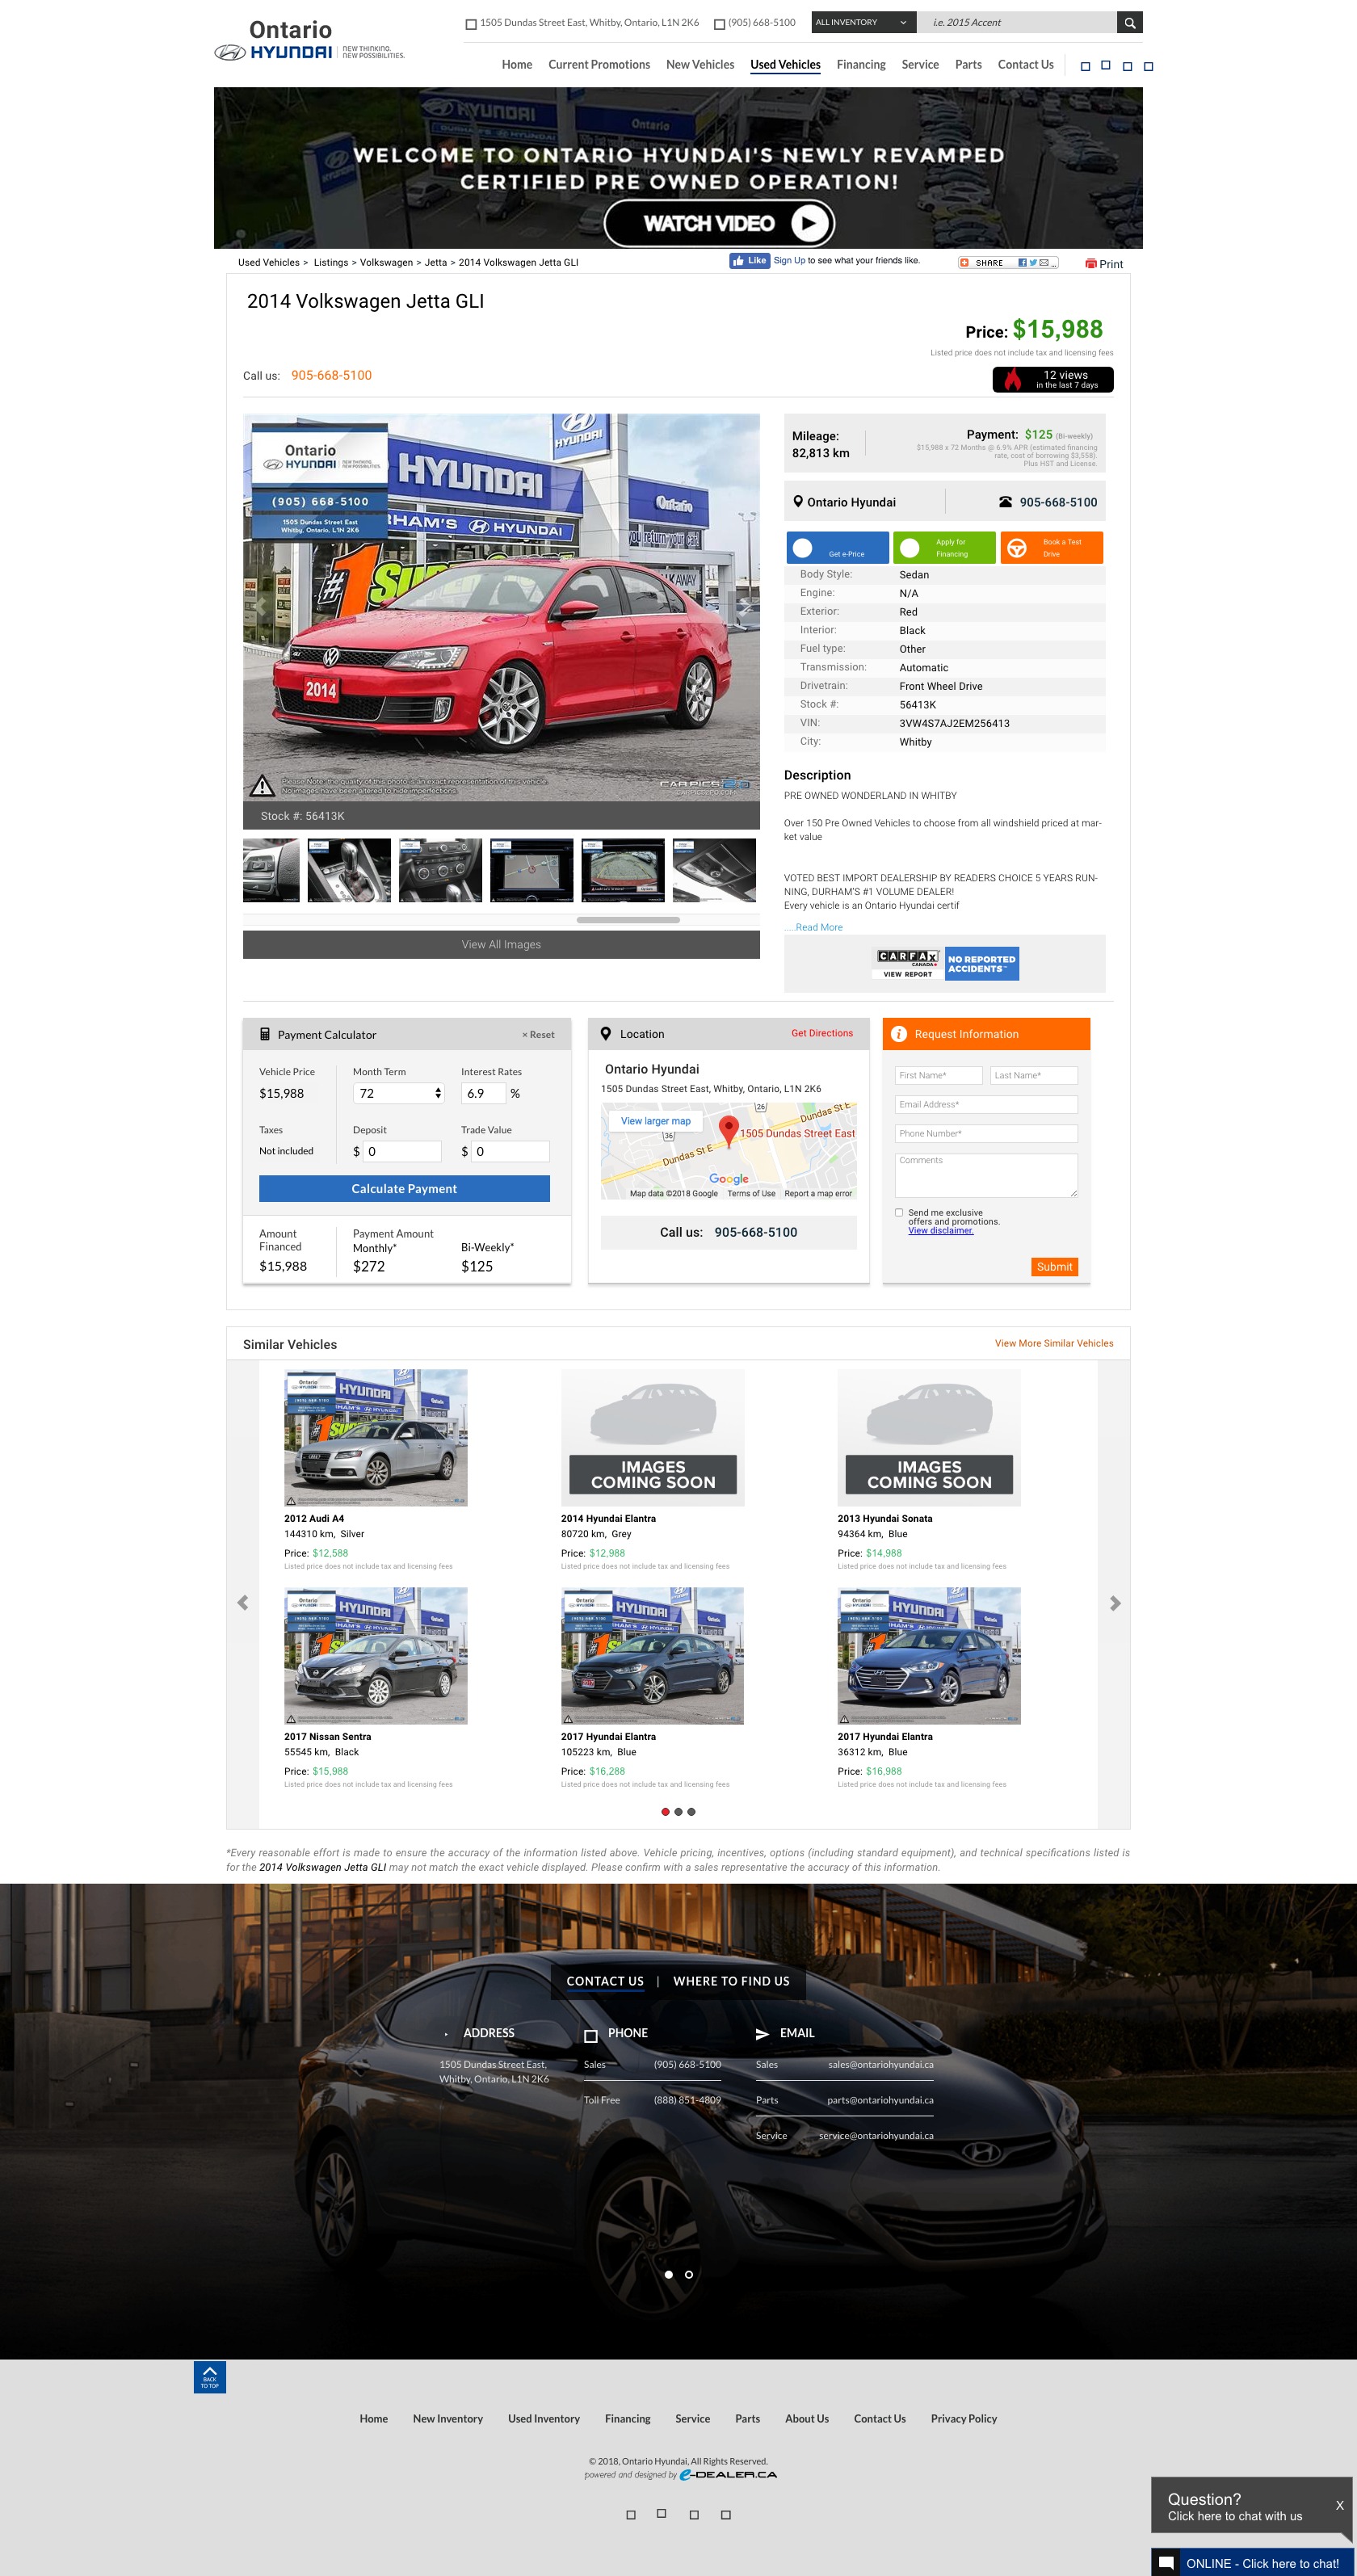 Ontario
HYUNDAI
NEW THINKING.
NEW POSSIBILITIES.
1505 Dundas Street East, Whitby, Ontario, L1N 2K6
(905) 668-5100
ALL INVENTORY
i.e. 2015 Accent
Home
Current Promotions
New Vehicles
Used Vehicles
Financing
Service
Parts
Contact Us
WELCOME TO ONTARIO HYUNDAI'S NEWLY REVAMPED
CERTIFIED PRE OWNED OPERATION!
WATCH VIDEO
Used Vehicles > Listings > Volkswagen > Jetta > 2014 Volkswagen Jetta GLI
Like
Sign Up to see what your friends like.
SHARE
Print
2014 Volkswagen Jetta GLI
Price: $15,988
Listed price does not include tax and licensing fees
Call us: 905-668-5100
12 views
in the last 7 days
Ontario
HYUNDAI
NEW THINKING.
NEW POSSIBILITIES.
(905) 668-5100
1505 Dundas Street East
Whitby, Ontario, L1N 2K6
HYUNDAI
HYUNDAI
Ontario
HAM'S HYUNDAI
you return your car
#1
2014
Please Note: the quality of this photo is an exact representation of this vehicle.
No images have been altered to hide imperfections.
Stock #: 56413K
View All Images
Mileage:
82,813 km
Payment: $125 (Bi-weekly)
$15,988 x 72 Months @ 6.9% APR (estimated financing
rate, cost of borrowing $3,558).
Plus HST and License.
Ontario Hyundai
905-668-5100
Get e-Price
Apply for
Financing
Book a Test
Drive
Body Style: Sedan
Engine: N/A
Exterior: Red
Interior: Black
Fuel type: Other
Transmission: Automatic
Drivetrain: Front Wheel Drive
Stock #: 56413K
VIN: 3VW4S7AJ2EM256413
City: Whitby
Description
PRE OWNED WONDERLAND IN WHITBY
Over 150 Pre Owned Vehicles to choose from all windshield priced at mar-
ket value
VOTED BEST IMPORT DEALERSHIP BY READERS CHOICE 5 YEARS RUN-
NING, DURHAM'S #1 VOLUME DEALER!
Every vehicle is an Ontario Hyundai certif
.....Read More
CARFAX
CANADA
VIEW REPORT
NO REPORTED
ACCIDENTS™
Payment Calculator
× Reset
Vehicle Price
Month Term
Interest Rates
$15,988
72
6.9 %
Taxes
Deposit
Trade Value
Not included
$ 0
$ 0
Calculate Payment
Amount
Financed
Payment Amount
Monthly*
Bi-Weekly*
$15,988
$272
$125
Location
Get Directions
Ontario Hyundai
1505 Dundas Street East, Whitby, Ontario, L1N 2K6
View larger map
26
36
Dundas St E
Dundas St E
1505 Dundas Street East
Google
Map data ©2018 Google
Terms of Use
Report a map error
Call us: 905-668-5100
Request Information
First Name*
Last Name*
Email Address*
Phone Number*
Comments
Send me exclusive
offers and promotions.
View disclaimer.
Submit
Similar Vehicles
View More Similar Vehicles
IMAGES
COMING SOON
IMAGES
COMING SOON
2012 Audi A4
144310 km, Silver
Price: $12,588
Listed price does not include tax and licensing fees
2014 Hyundai Elantra
80720 km, Grey
Price: $12,988
Listed price does not include tax and licensing fees
2013 Hyundai Sonata
94364 km, Blue
Price: $14,988
Listed price does not include tax and licensing fees
2017 Nissan Sentra
55545 km, Black
Price: $15,988
Listed price does not include tax and licensing fees
2017 Hyundai Elantra
105223 km, Blue
Price: $16,288
Listed price does not include tax and licensing fees
2017 Hyundai Elantra
36312 km, Blue
Price: $16,988
Listed price does not include tax and licensing fees
*Every reasonable effort is made to ensure the accuracy of the information listed above. Vehicle pricing, incentives, options (including standard equipment), and technical specifications listed is
for the 2014 Volkswagen Jetta GLI may not match the exact vehicle displayed. Please confirm with a sales representative the accuracy of this information.
CONTACT US | WHERE TO FIND US
ADDRESS
1505 Dundas Street East,
Whitby, Ontario, L1N 2K6
PHONE
Sales (905) 668-5100
Toll Free (888) 851-4809
EMAIL
Sales sales@ontariohyundai.ca
Parts parts@ontariohyundai.ca
Service service@ontariohyundai.ca
BACK
TO TOP
Home
New Inventory
Used Inventory
Financing
Service
Parts
About Us
Contact Us
Privacy Policy
© 2018, Ontario Hyundai, All Rights Reserved.
powered and designed by e-DEALER.CA
Question?
Click here to chat with us
X
ONLINE - Click here to chat!